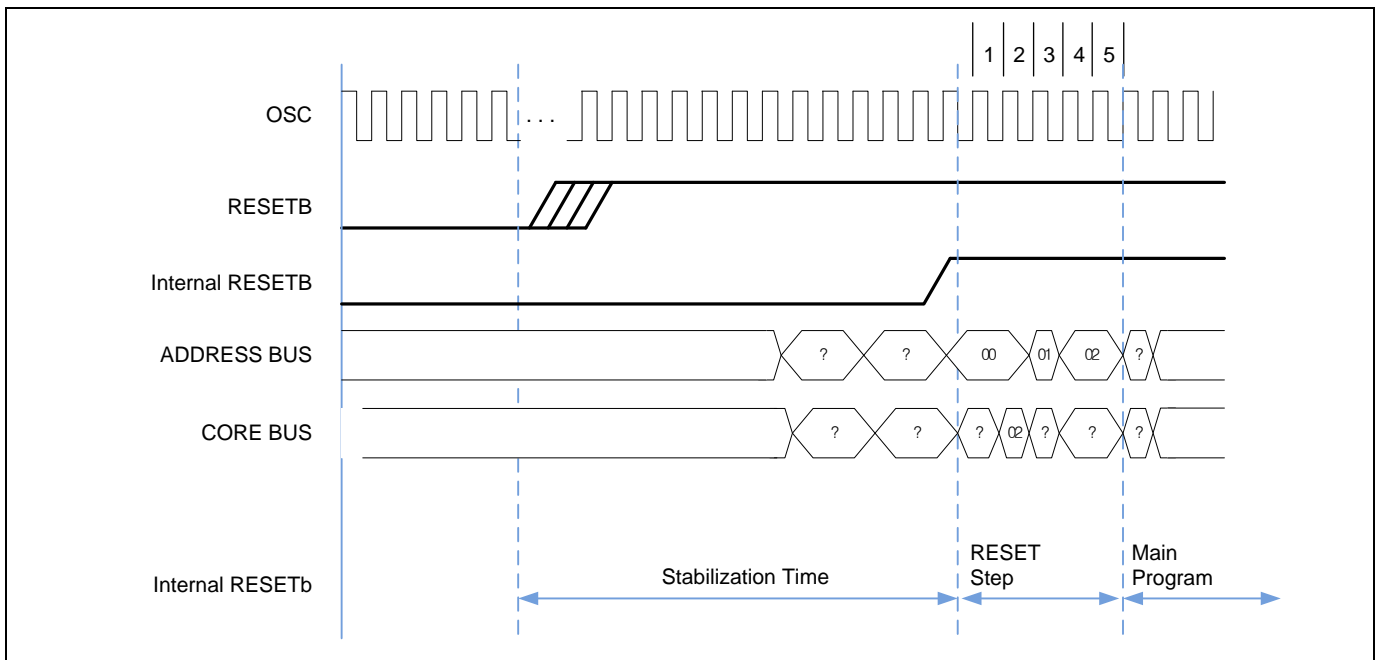 1 2 3 4 5
OSC
. . .
RESETB
Internal RESETB
ADDRESS BUS
? ? 00 01 02 ?
CORE BUS
? ? ? 02 ? ? ?
Internal RESETb
Stabilization Time
RESET
Step
Main
Program